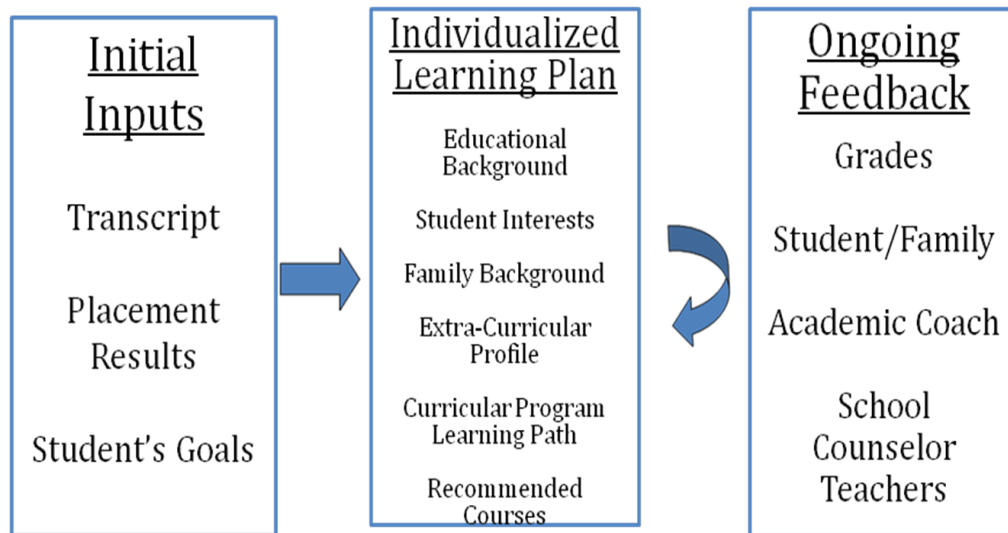 Initial
Inputs
Transcript
Placement
Results
Student's Goals
Individualized
Learning Plan
Educational
Background
Student Interests
Family Background
Extra-Curricular
Profile
Curricular Program
Learning Path
Recommended
Courses
Ongoing
Feedback
Grades
Student/Family
Academic Coach
School
Counselor
Teachers